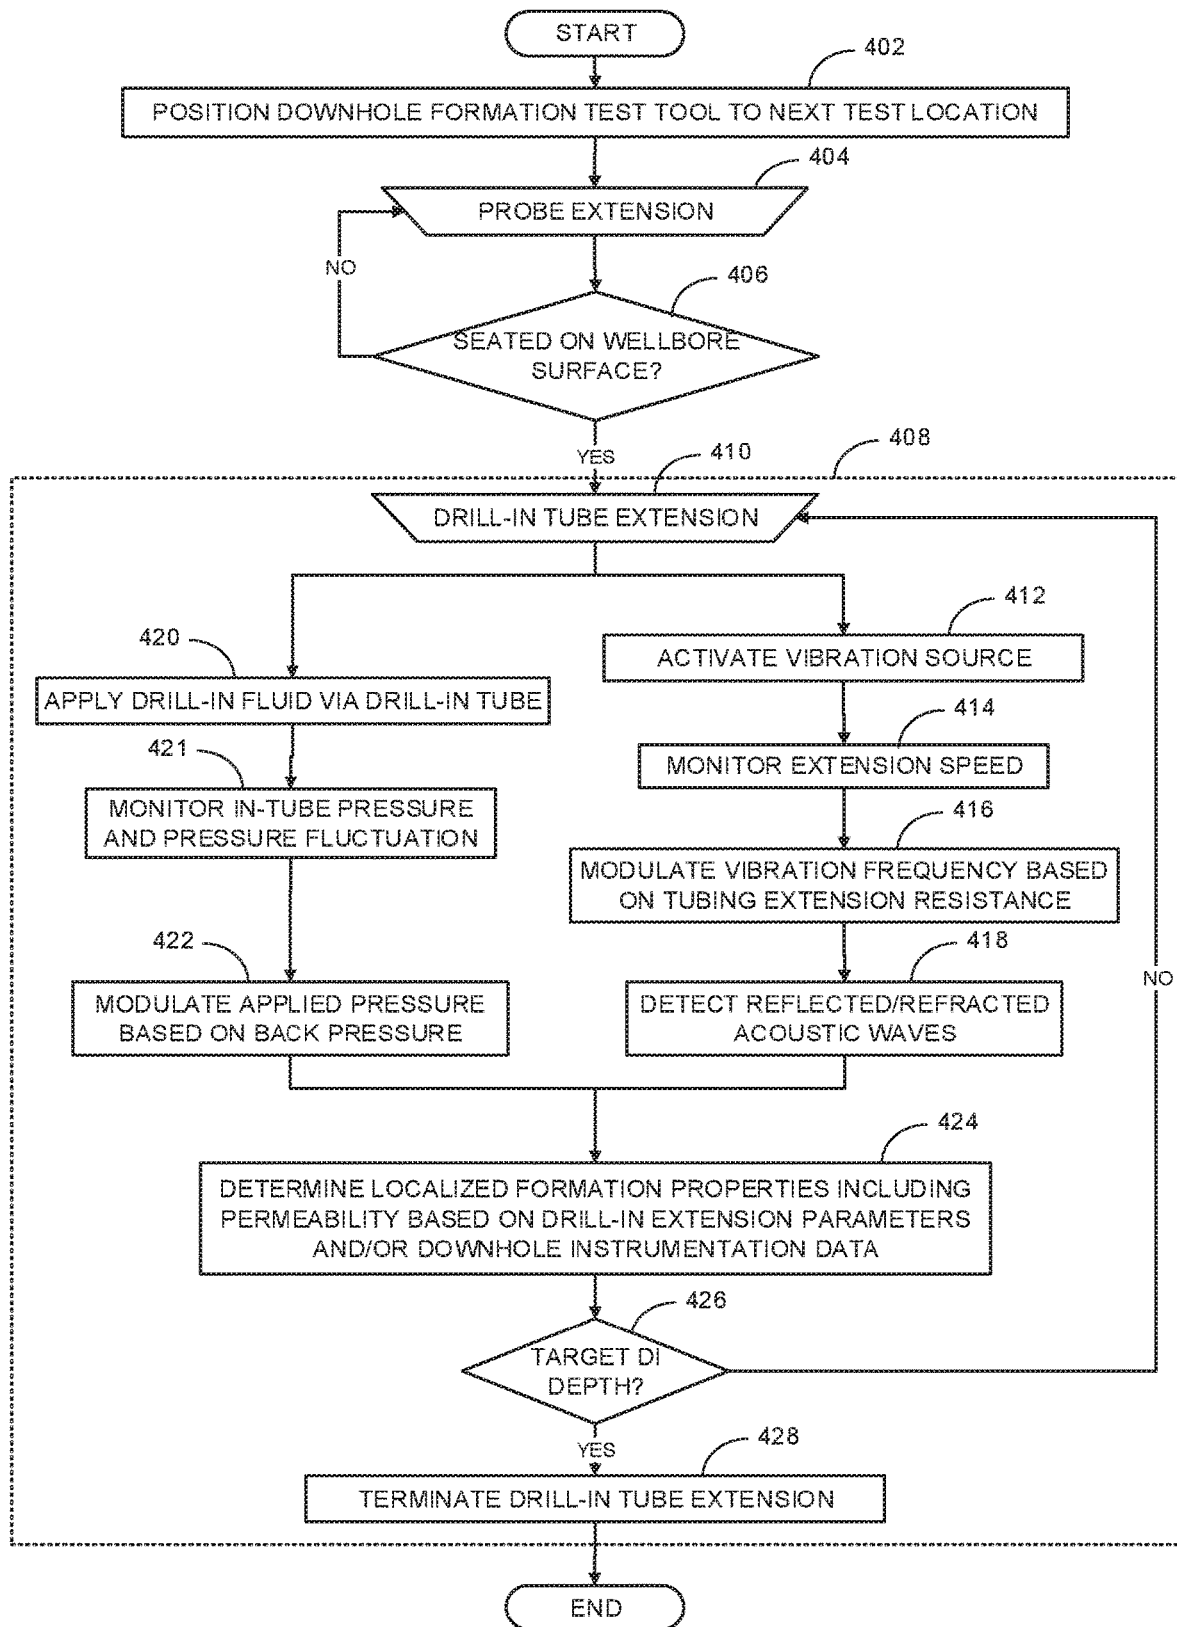 START
402
POSITION DOWNHOLE FORMATION TEST TOOL TO NEXT TEST LOCATION
404
PROBE EXTENSION
NO
406
SEATED ON WELLBORE
SURFACE?
YES
408
410
DRILL-IN TUBE EXTENSION
412
ACTIVATE VIBRATION SOURCE
420
APPLY DRILL-IN FLUID VIA DRILL-IN TUBE
414
MONITOR EXTENSION SPEED
421
MONITOR IN-TUBE PRESSURE
AND PRESSURE FLUCTUATION
416
MODULATE VIBRATION FREQUENCY BASED
ON TUBING EXTENSION RESISTANCE
422
MODULATE APPLIED PRESSURE
BASED ON BACK PRESSURE
418
DETECT REFLECTED/REFRACTED
ACOUSTIC WAVES
NO
424
DETERMINE LOCALIZED FORMATION PROPERTIES INCLUDING
PERMEABILITY BASED ON DRILL-IN EXTENSION PARAMETERS
AND/OR DOWNHOLE INSTRUMENTATION DATA
426
TARGET DI
DEPTH?
YES
428
TERMINATE DRILL-IN TUBE EXTENSION
END